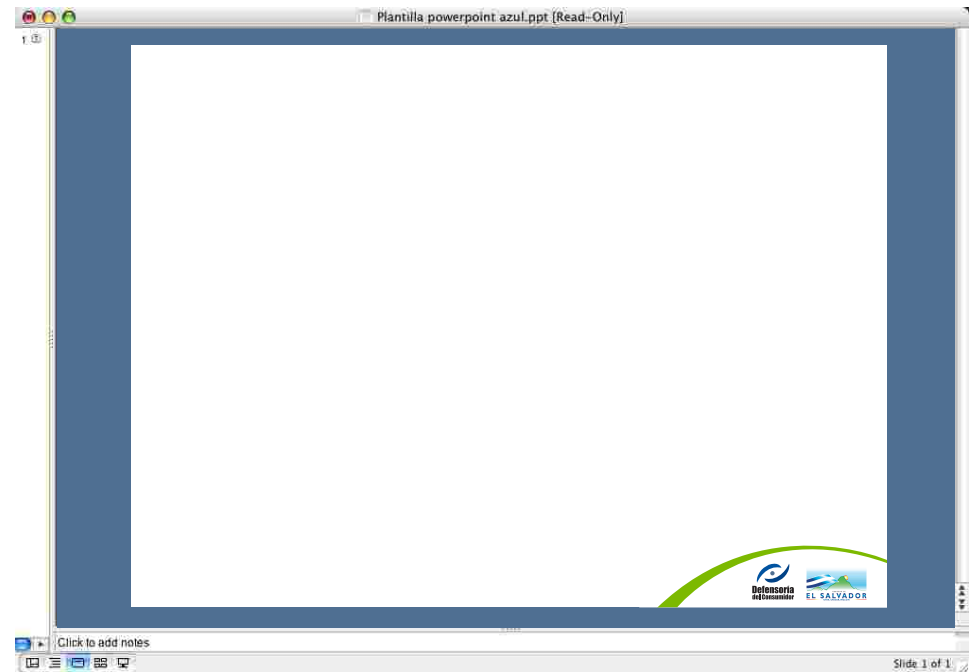 Plantilla powerpoint azul.ppt [Read-Only]
1
Defensoría
del Consumidor
EL SALVADOR
Click to add notes
Slide 1 of 1